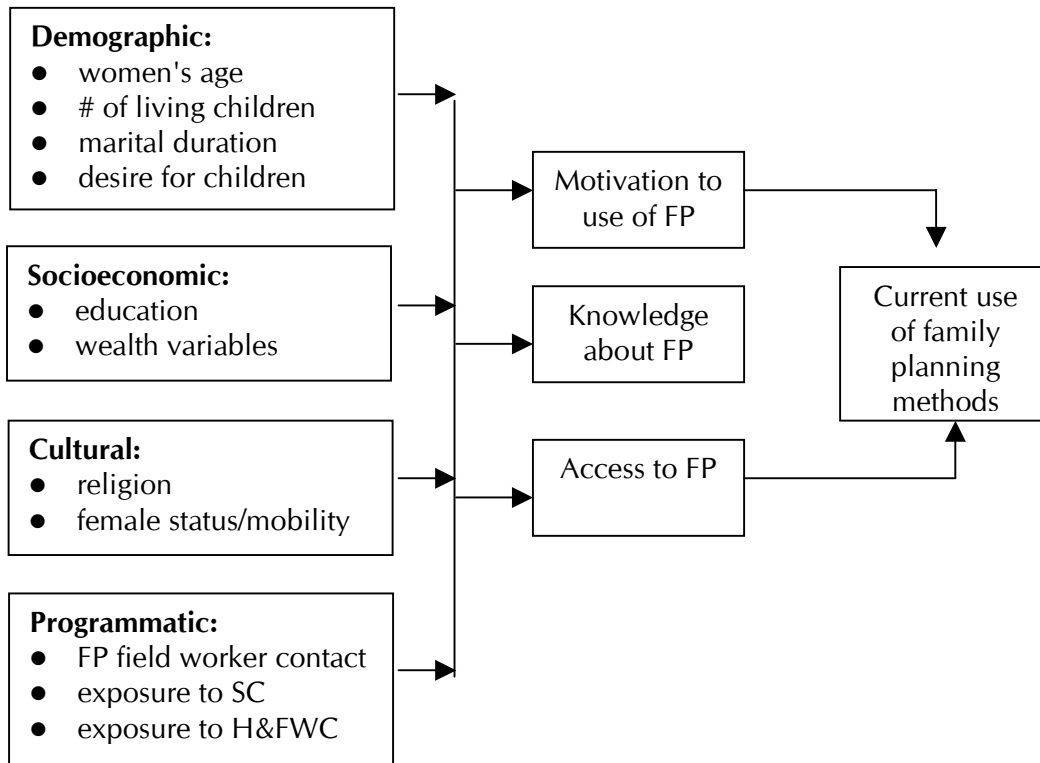 Demographic:
● women's age
● # of living children
● marital duration
● desire for children
Socioeconomic:
● education
● wealth variables
Cultural:
● religion
● female status/mobility
Programmatic:
● FP field worker contact
● exposure to SC
● exposure to H&FWC
Motivation to
use of FP
Knowledge
about FP
Access to FP
Current use
of family
planning
methods